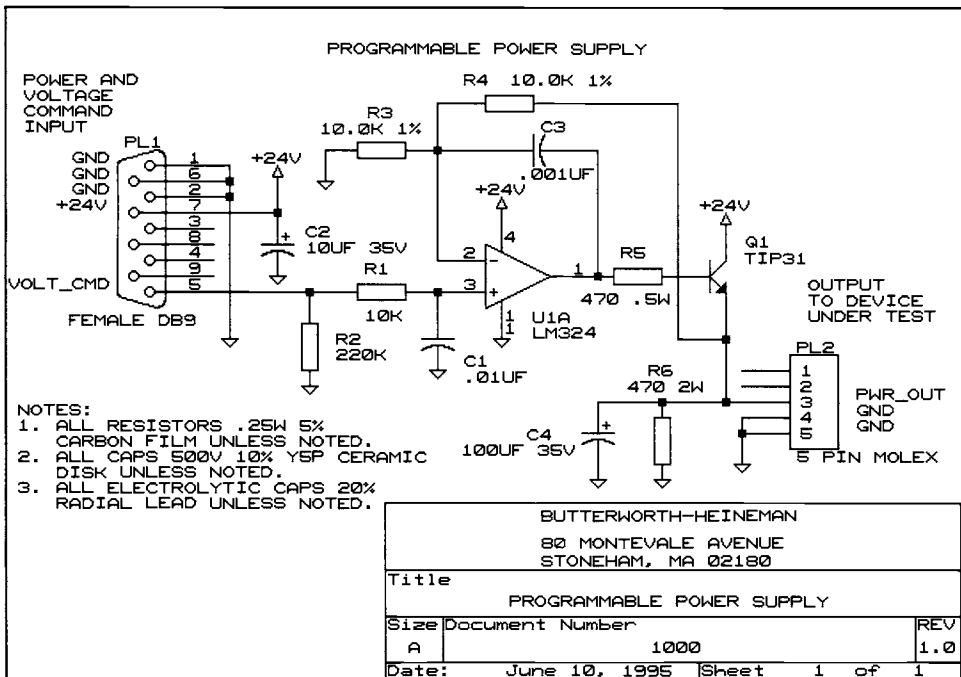 PROGRAMMABLE POWER SUPPLY
POWER AND
VOLTAGE
COMMAND
INPUT
PL1
GND
GND
GND
+24V
VOLT_CMD
1
6
2
7
3
8
4
9
5
FEMALE DB9
+24V
C2
10UF 35V
R1
10K
R2
220K
C1
.01UF
R3
10.0K 1%
R4 10.0K 1%
C3
.001UF
+24V
4
2
-
3
+
1
1
1
U1A
LM324
R5
470 .5W
+24V
Q1
TIP31
OUTPUT
TO DEVICE
UNDER TEST
PL2
1
2
3
4
5
PWR_OUT
GND
GND
5 PIN MOLEX
R6
470 2W
+
C4
100UF 35V
NOTES:
1. ALL RESISTORS .25W 5%
CARBON FILM UNLESS NOTED.
2. ALL CAPS 500V 10% Y5P CERAMIC
DISK UNLESS NOTED.
3. ALL ELECTROLYTIC CAPS 20%
RADIAL LEAD UNLESS NOTED.
BUTTERWORTH-HEINEMAN
80 MONTEVALE AVENUE
STONEHAM, MA 02180
Title
PROGRAMMABLE POWER SUPPLY
Size Document Number REV
A 1000 1.0
Date: June 10, 1995 Sheet 1 of 1